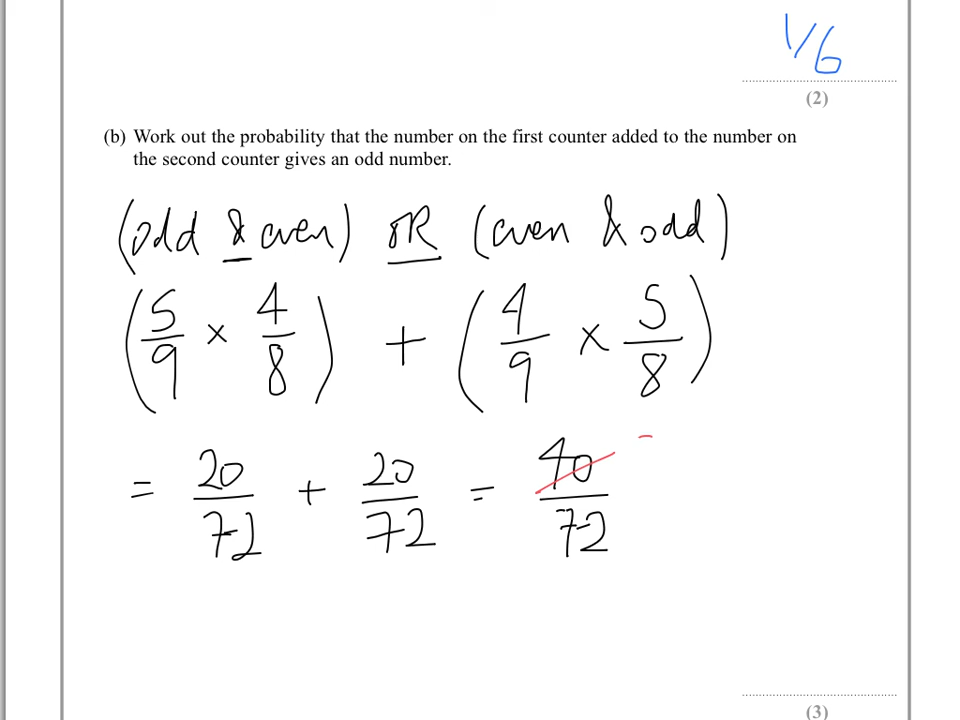 1/6
(2)
(b) Work out the probability that the number on the first counter added to the number on
the second counter gives an odd number.
(odd & even) OR (even & odd)
(5/9 × 4/8) + (4/9 × 5/8)
= 20/72 + 20/72 = 40/72
(3)